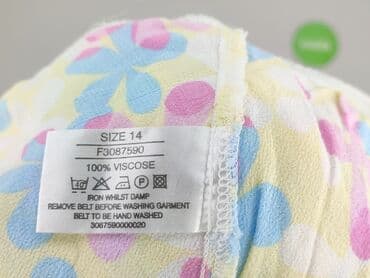 SIZE 14
F3087590
100% VISCOSE
40 P
IRON WHILST DAMP
REMOVE BELT BEFORE WASHING GARMENT
BELT TO BE HAND WASHED
3087590000020